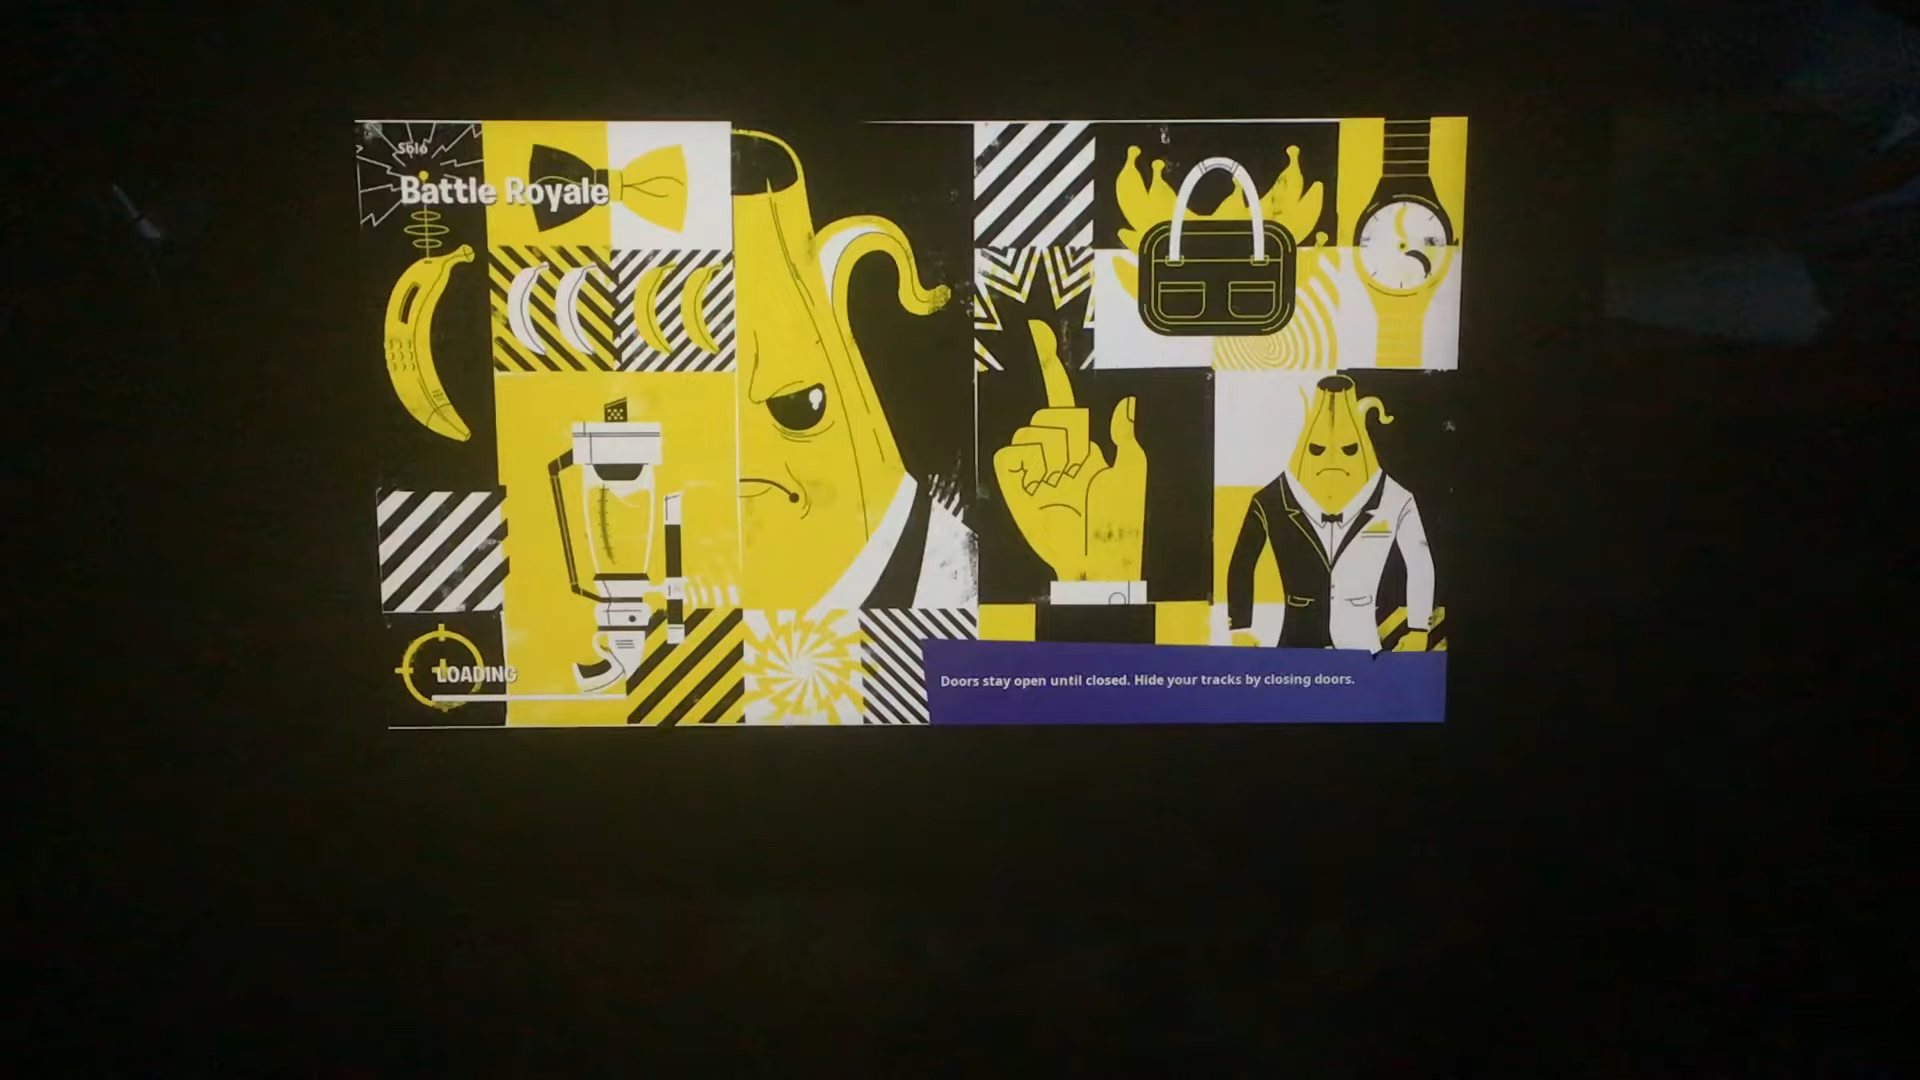 Solo
Battle Royale
LOADING
Doors stay open until closed. Hide your tracks by closing doors.